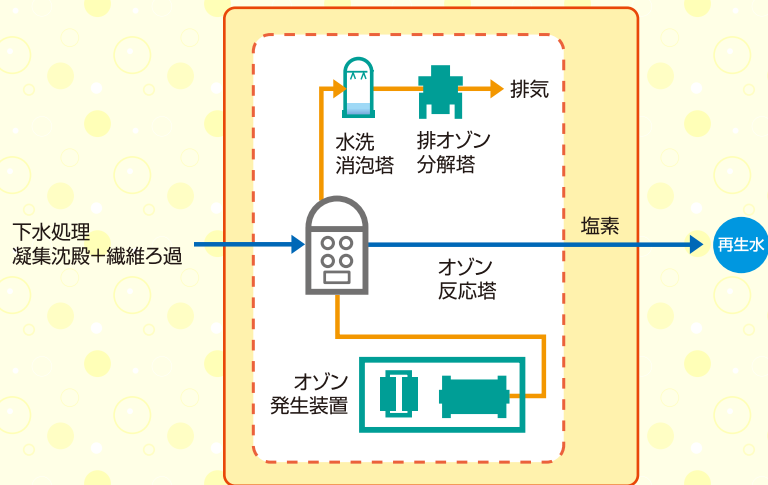 排気
水洗
消泡塔
排オゾン
分解塔
下水処理
凝集沈殿＋繊維ろ過
塩素
再生水
オゾン
反応塔
オゾン
発生装置